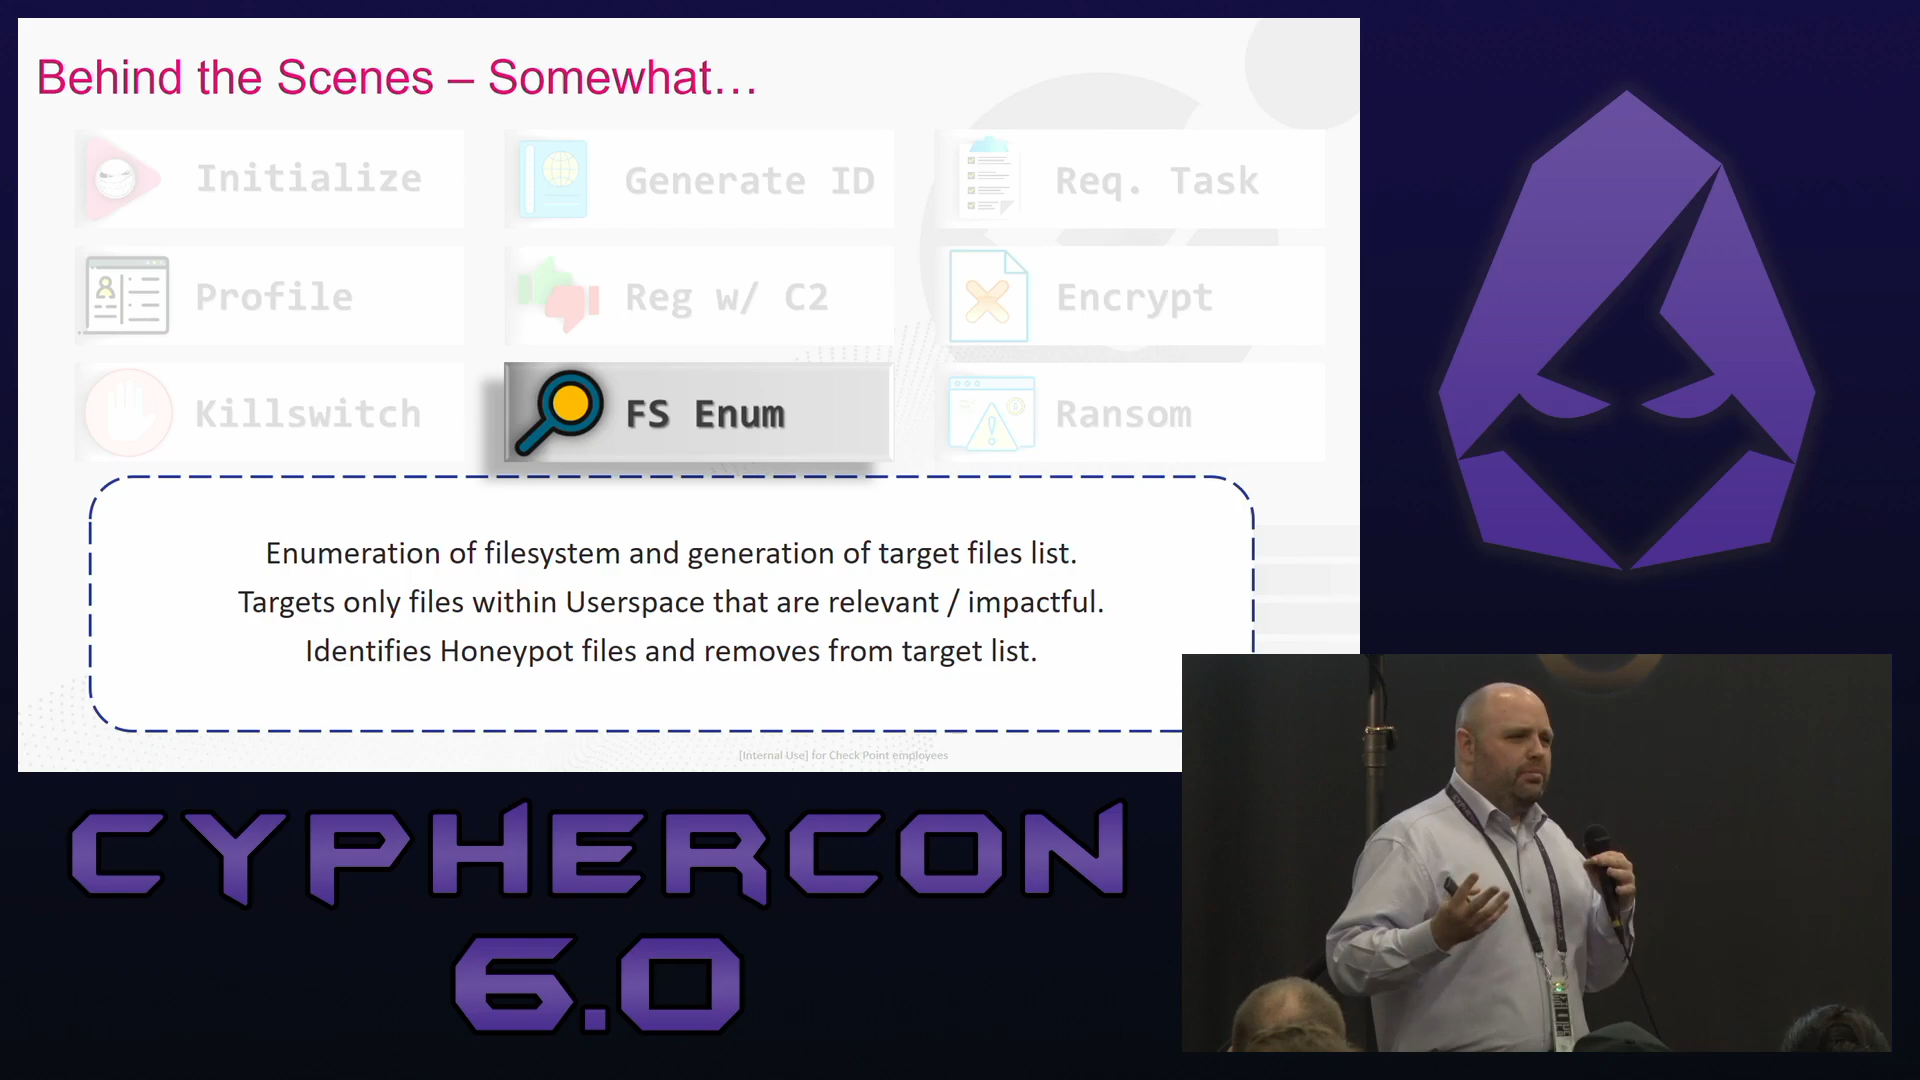 Behind the Scenes – Somewhat…
Initialize
Generate ID
Req. Task
Profile
Reg w/ C2
Encrypt
Killswitch
FS Enum
Ransom
Enumeration of filesystem and generation of target files list.
Targets only files within Userspace that are relevant / impactful.
Identifies Honeypot files and removes from target list.
[Internal Use] for Check Point employees
CYPHERCON
6.0